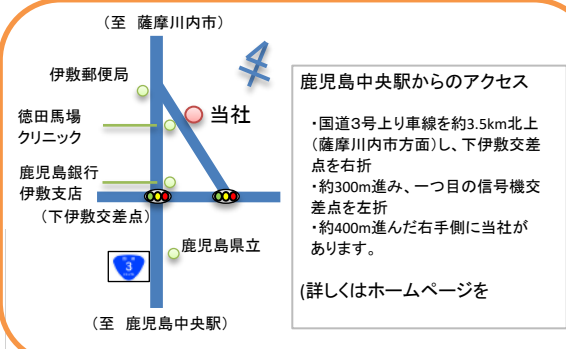 (至 薩摩川内市)
伊敷郵便局
徳田馬場
クリニック
当社
鹿児島銀行
伊敷支店
(下伊敷交差点)
鹿児島県立
3
(至 鹿児島中央駅)
鹿児島中央駅からのアクセス
・国道3号上り車線を約3.5km北上
(薩摩川内市方面)し、下伊敷交差
点を右折
・約300m進み、一つ目の信号機交
差点を左折
・約400m進んだ右手側に当社が
あります。
(詳しくはホームページを